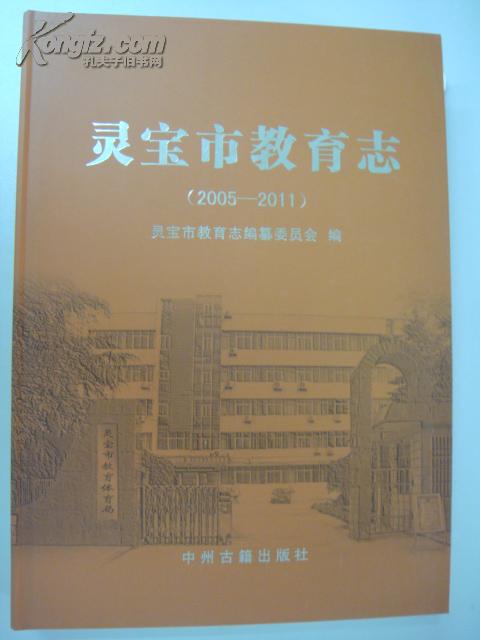 Kongfz.com
孔夫子旧书网
灵宝市教育志
（2005—2011）
灵宝市教育志编纂委员会 编
灵宝市教育体育局
中州古籍出版社